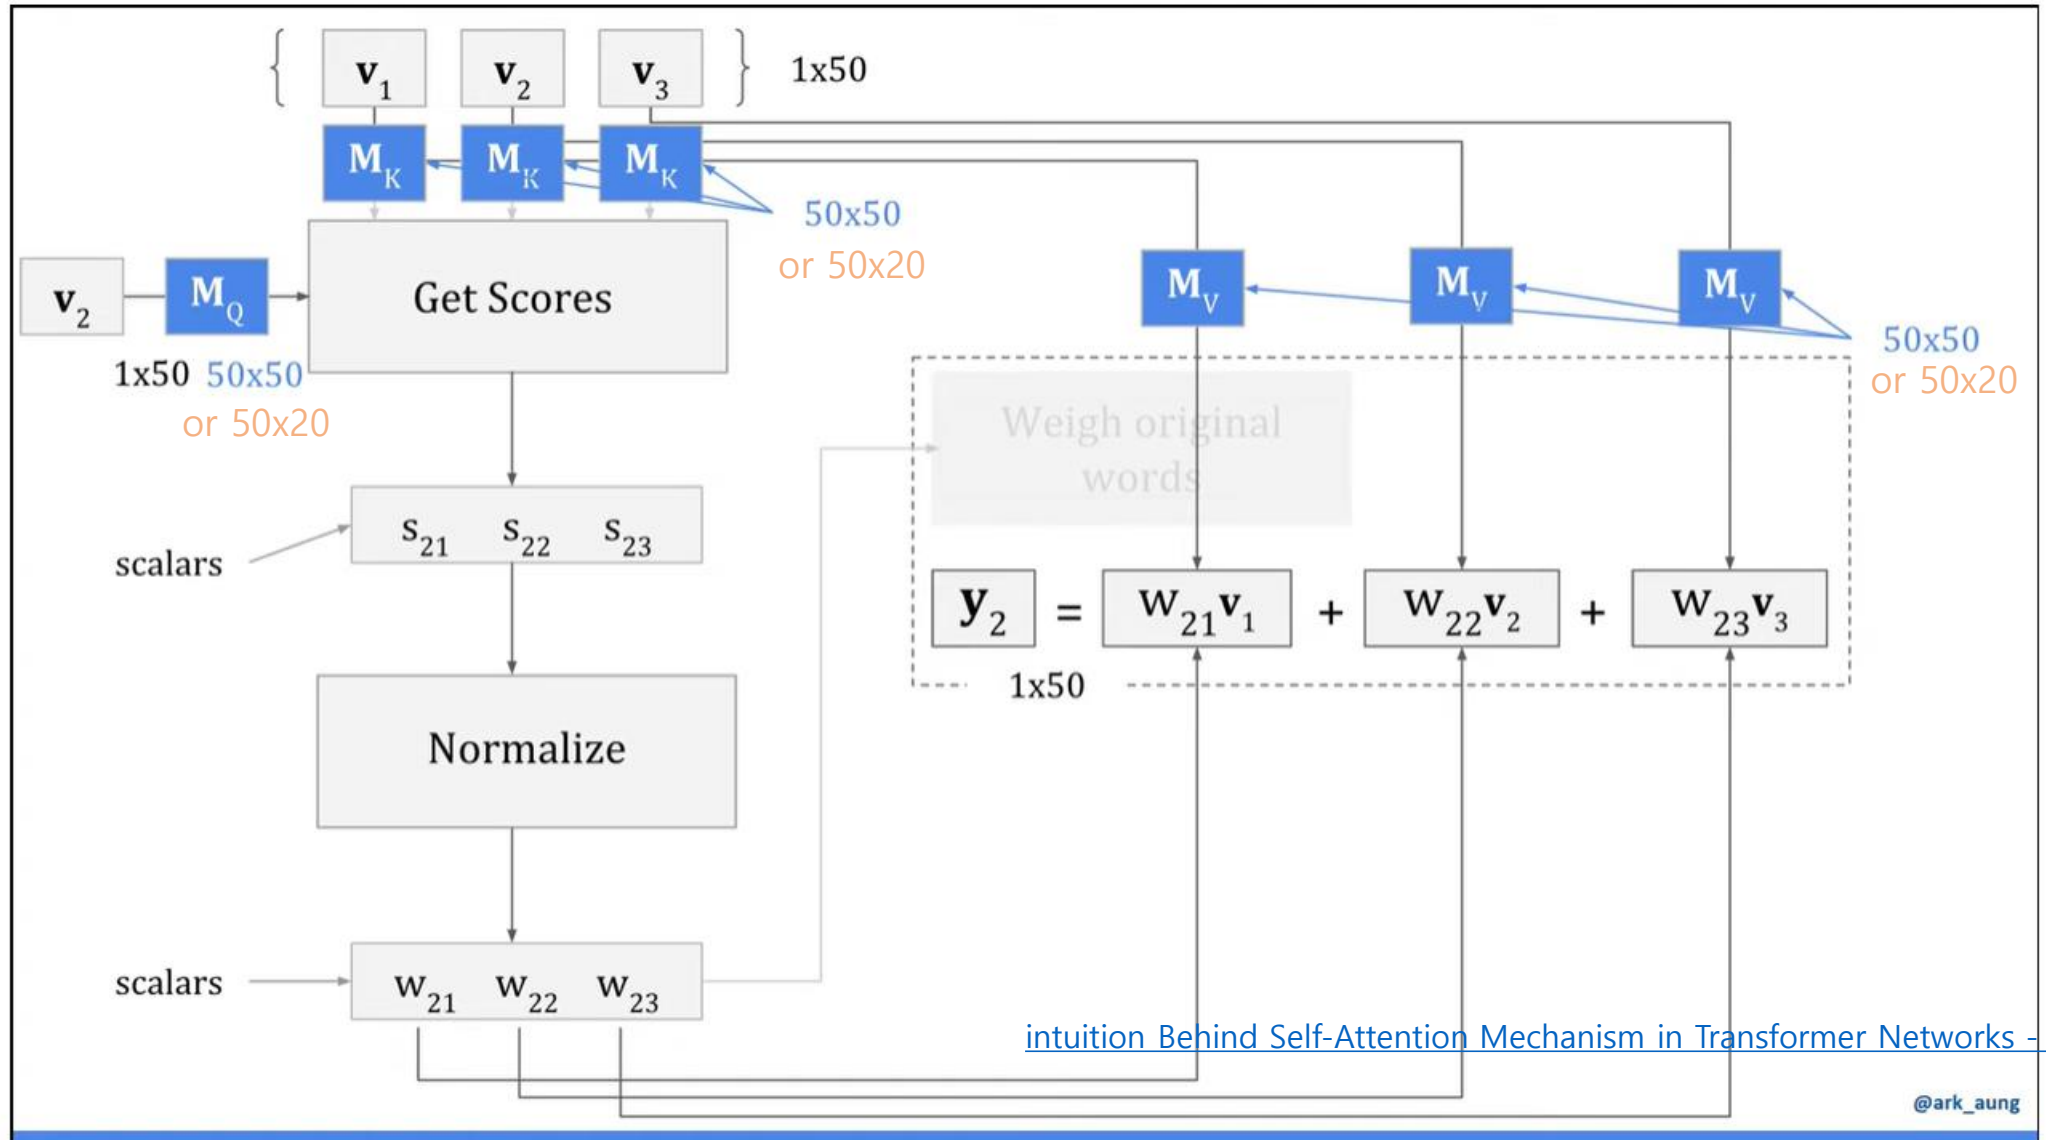 { v1 v2 v3 } 1x50
MK MK MK
50x50
or 50x20
v2 MQ Get Scores
1x50 50x50
or 50x20
MV MV MV
50x50
or 50x20
Weigh original
words
scalars
s21 s22 s23
y2 = w21v1 + w22v2 + w23v3
1x50
Normalize
scalars
w21 w22 w23
intuition Behind Self-Attention Mechanism in Transformer Networks -
@ark_aung